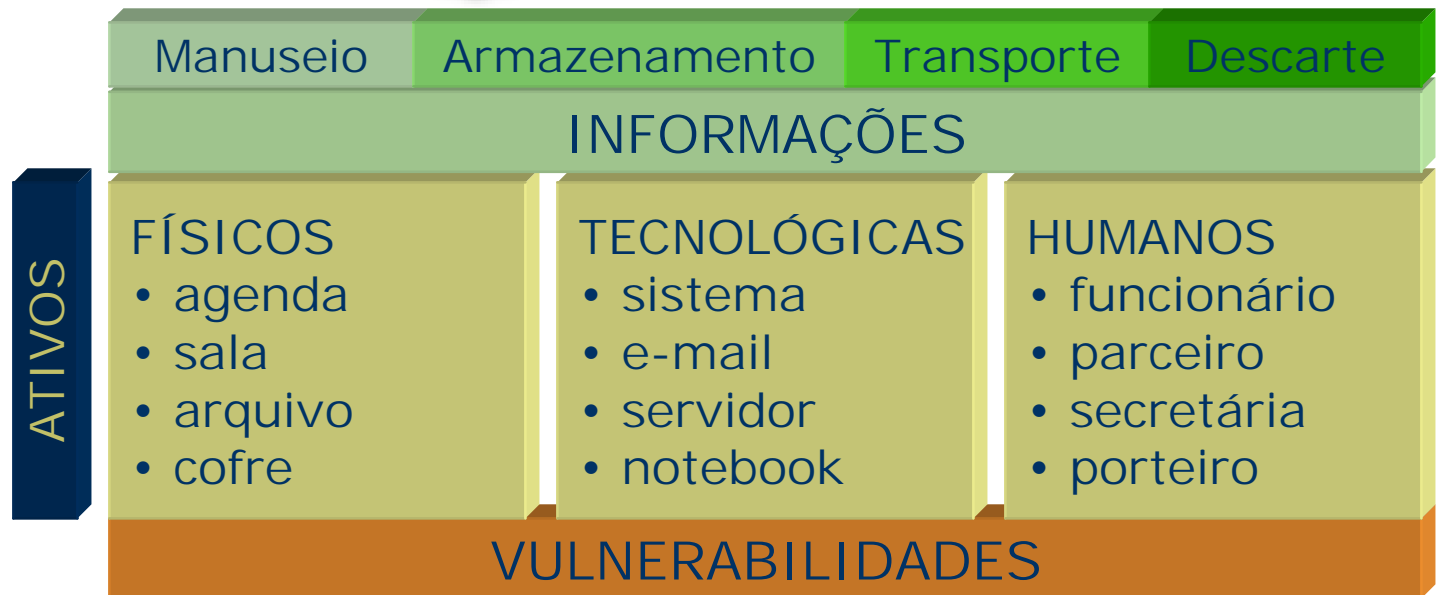 Manuseio Armazenamento Transporte Descarte
INFORMAÇÕES
ATIVOS
FÍSICOS
• agenda
• sala
• arquivo
• cofre
TECNOLÓGICAS
• sistema
• e-mail
• servidor
• notebook
HUMANOS
• funcionário
• parceiro
• secretária
• porteiro
VULNERABILIDADES